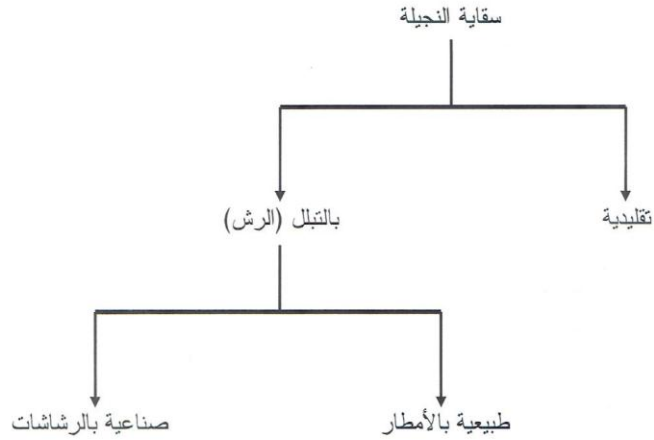 سقاية النجيلة
تقليدية
بالتبلل (الرش)
طبيعية بالأمطار
صناعية بالرشاشات